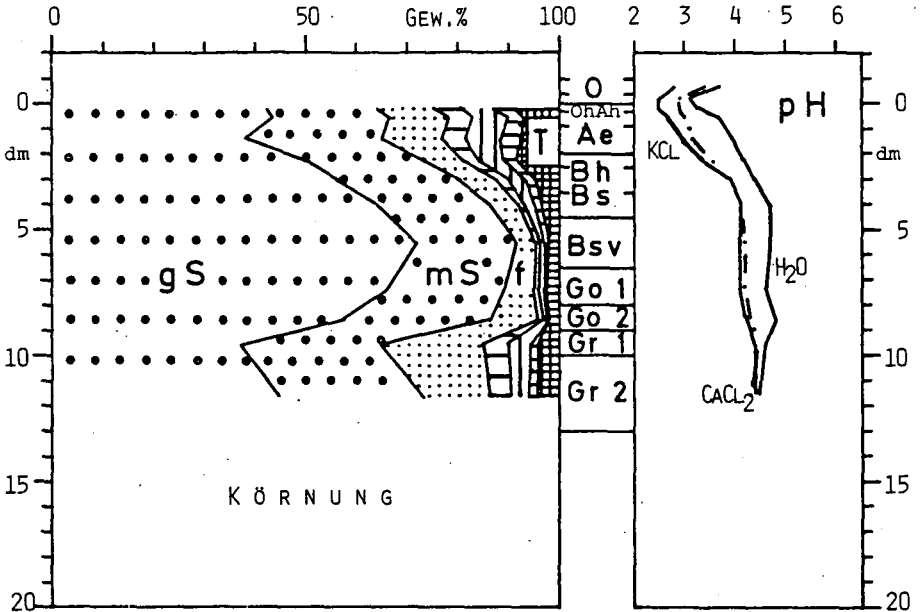 0 50 GEW.% 100 2 3 4 5 6
0 O pH 0
OhAh
dm T Ae KCL dm
Bh
Bs
5 5
Bsv
gS mS f H2O
Go 1
Go 2
10 Gr 1 10
Gr 2 CACL2
15 KÖRNUNG 15
20 20